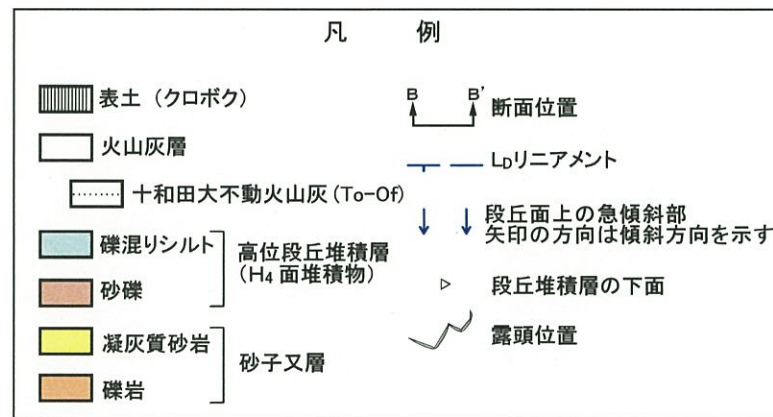 凡 例
表土（クロボク）
火山灰層
十和田大不動火山灰（To-Of）
礫混りシルト
砂礫
高位段丘堆積層
（H4 面堆積物）
凝灰質砂岩
礫岩
砂子又層
B B'
断面位置
LDリニアメント
段丘面上の急傾斜部
矢印の方向は傾斜方向を示す
段丘堆積層の下面
露頭位置